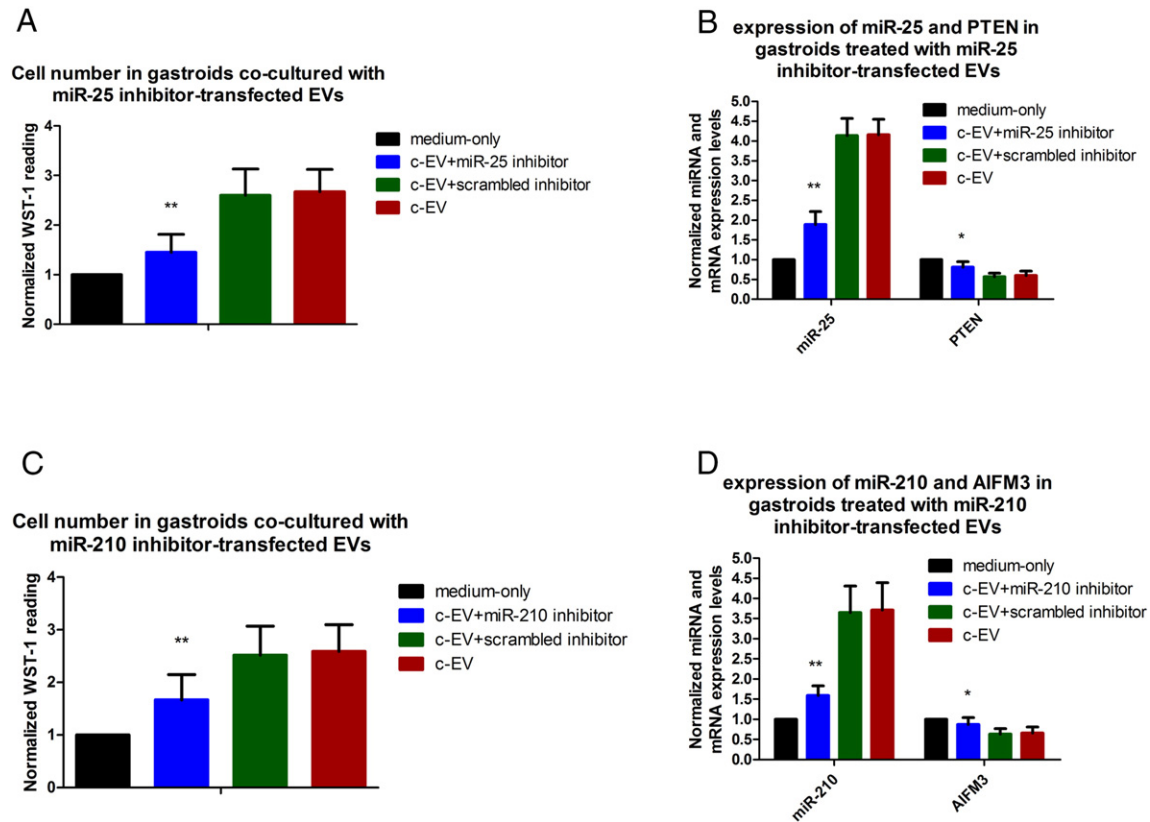 A
Cell number in gastroids co-cultured with
miR-25 inhibitor-transfected EVs
Normalized WST-1 reading
4
3
2
1
0
medium-only
c-EV+miR-25 inhibitor
c-EV+scrambled inhibitor
c-EV
**
B
expression of miR-25 and PTEN in
gastroids treated with miR-25
inhibitor-transfected EVs
Normalized miRNA and
mRNA expression levels
5.0
4.5
4.0
3.5
3.0
2.5
2.0
1.5
1.0
0.5
0.0
medium-only
c-EV+miR-25 inhibitor
c-EV+scrambled inhibitor
c-EV
**
*
miR-25
PTEN
C
Cell number in gastroids co-cultured with
miR-210 inhibitor-transfected EVs
Normalized WST-1 reading
4
3
2
1
0
medium-only
c-EV+miR-210 inhibitor
c-EV+scrambled inhibitor
c-EV
**
D
expression of miR-210 and AIFM3 in
gastroids treated with miR-210
inhibitor-transfected EVs
Normalized miRNA and
mRNA expression levels
5.0
4.5
4.0
3.5
3.0
2.5
2.0
1.5
1.0
0.5
0.0
medium-only
c-EV+miR-210 inhibitor
c-EV+scrambled inhibitor
c-EV
**
*
miR-210
AIFM3